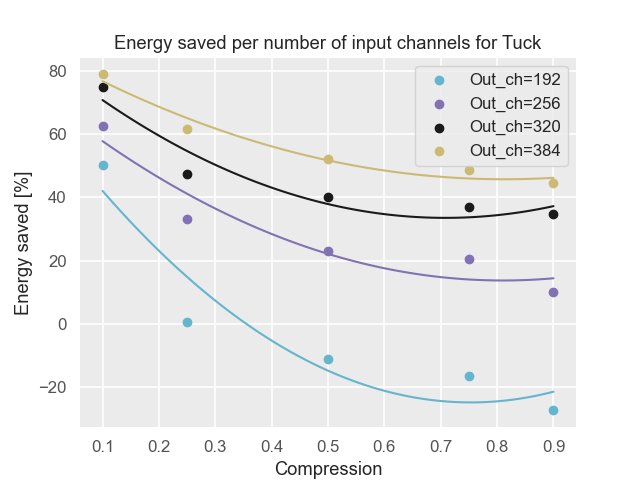 Energy saved per number of input channels for Tuck
Energy saved [%]
80
60
40
20
0
−20
Out_ch=192
Out_ch=256
Out_ch=320
Out_ch=384
0.1 0.2 0.3 0.4 0.5 0.6 0.7 0.8 0.9
Compression